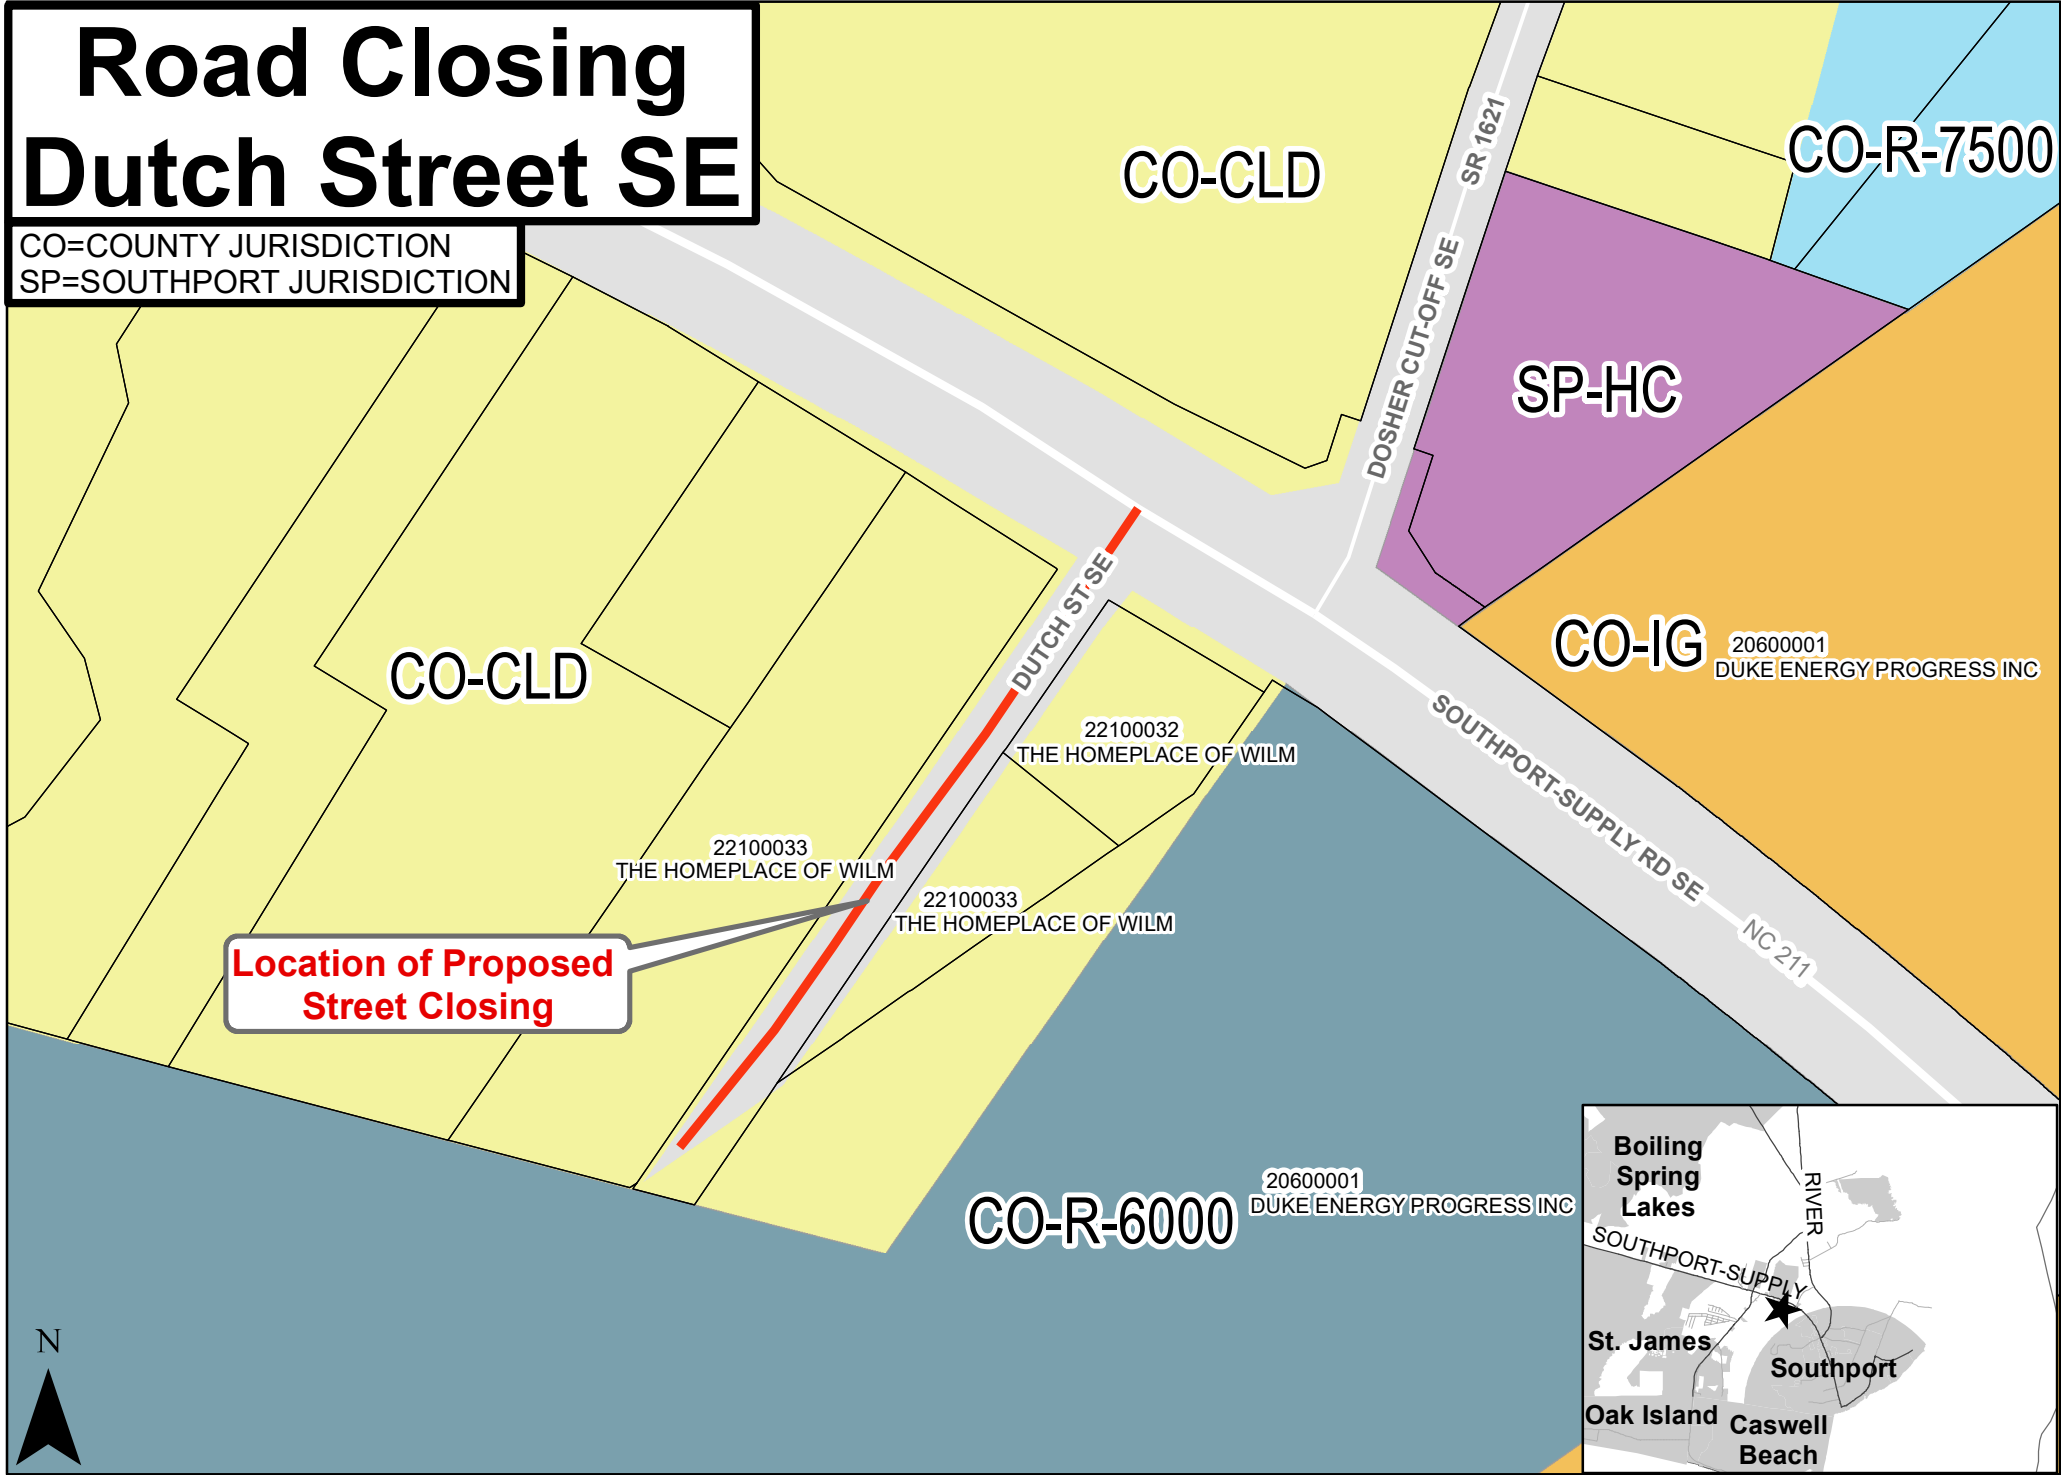 Road Closing
Dutch Street SE
CO=COUNTY JURISDICTION
SP=SOUTHPORT JURISDICTION
CO-CLD
SR 1621
DOSHER CUT-OFF SE
CO-R-7500
SP-HC
CO-IG
20600001
DUKE ENERGY PROGRESS INC
DUTCH ST SE
CO-CLD
SOUTHPORT-SUPPLY RD SE
NC 211
22100032
THE HOMEPLACE OF WILM
22100033
THE HOMEPLACE OF WILM
22100033
THE HOMEPLACE OF WILM
Location of Proposed
Street Closing
CO-R-6000
20600001
DUKE ENERGY PROGRESS INC
N
Boiling
Spring
Lakes
RIVER
SOUTHPORT-SUPPLY
St. James
Southport
Oak Island
Caswell
Beach